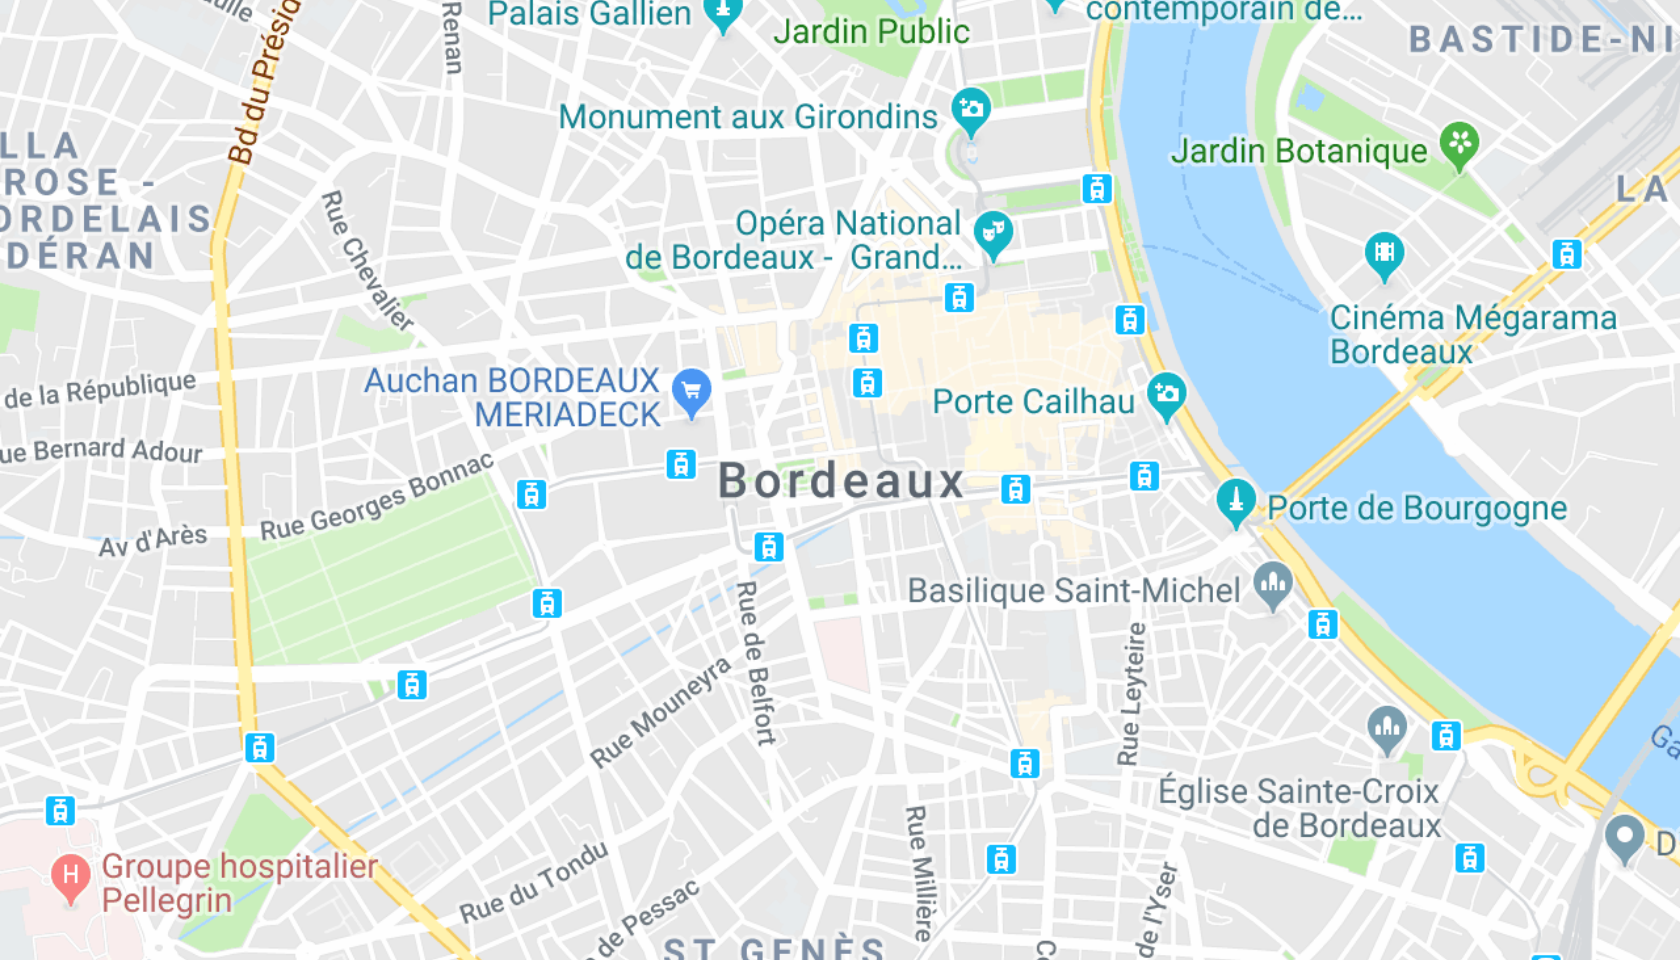 Palais Gallien
Jardin Public
contemporain de...
BASTIDE-NI
Renan
Bd du Présid
Monument aux Girondins
Jardin Botanique
LLA
ROSE -
ORDELAIS
DÉRAN
LA
Rue Chevalier
Opéra National
de Bordeaux - Grand...
Cinéma Mégarama
Bordeaux
de la République
Auchan BORDEAUX
MERIADECK
Porte Cailhau
ue Bernard Adour
Rue Georges Bonnac
Bordeaux
Porte de Bourgogne
Av d'Arès
Basilique Saint-Michel
Rue de Belfort
Rue Leyteire
Rue Mouneyra
Ga
Église Sainte-Croix
de Bordeaux
D
H
Groupe hospitalier
Pellegrin
Rue du Tondu
Rue Millière
de l'Yser
de Pessac
ST GENÈS